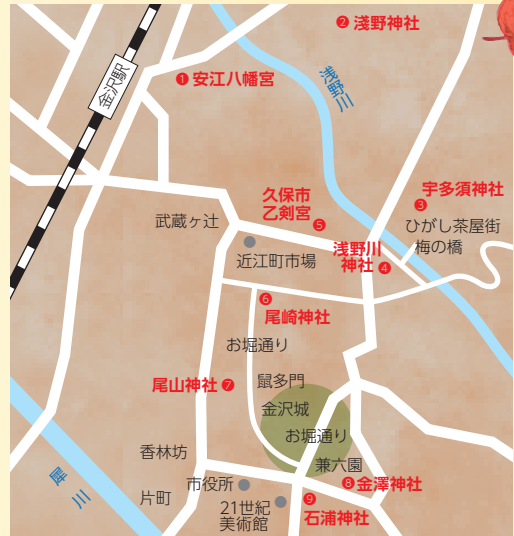 ❷ 淺野神社
❶ 安江八幡宮
金沢駅
浅野川
久保市
乙剣宮
❺
宇多須神社
❸
ひがし茶屋街
梅の橋
武蔵ヶ辻
近江町市場
浅野川
神社 ❹
❻
尾崎神社
お堀通り
鼠多門
尾山神社 ❼
金沢城
お堀通り
香林坊
兼六園
市役所
❽ 金澤神社
犀川
片町
21世紀
美術館
❾
石浦神社